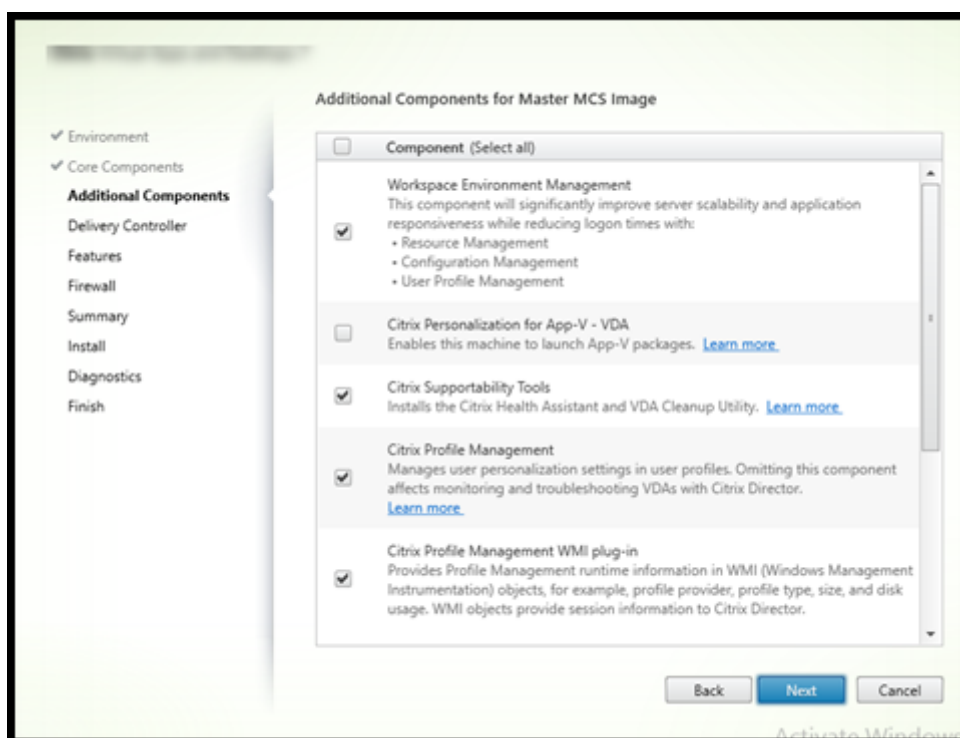 Additional Components for Master MCS Image
✔ Environment
✔ Core Components
Additional Components
Delivery Controller
Features
Firewall
Summary
Install
Diagnostics
Finish
Component (Select all)
Workspace Environment Management
This component will significantly improve server scalability and application
responsiveness while reducing logon times with:
• Resource Management
• Configuration Management
• User Profile Management
Citrix Personalization for App-V - VDA
Enables this machine to launch App-V packages. Learn more
Citrix Supportability Tools
Installs the Citrix Health Assistant and VDA Cleanup Utility. Learn more
Citrix Profile Management
Manages user personalization settings in user profiles. Omitting this component
affects monitoring and troubleshooting VDAs with Citrix Director.
Learn more
Citrix Profile Management WMI plug-in
Provides Profile Management runtime information in WMI (Windows Management
Instrumentation) objects, for example, profile provider, profile type, size, and disk
usage. WMI objects provide session information to Citrix Director.
Back
Next
Cancel
Activate Windows